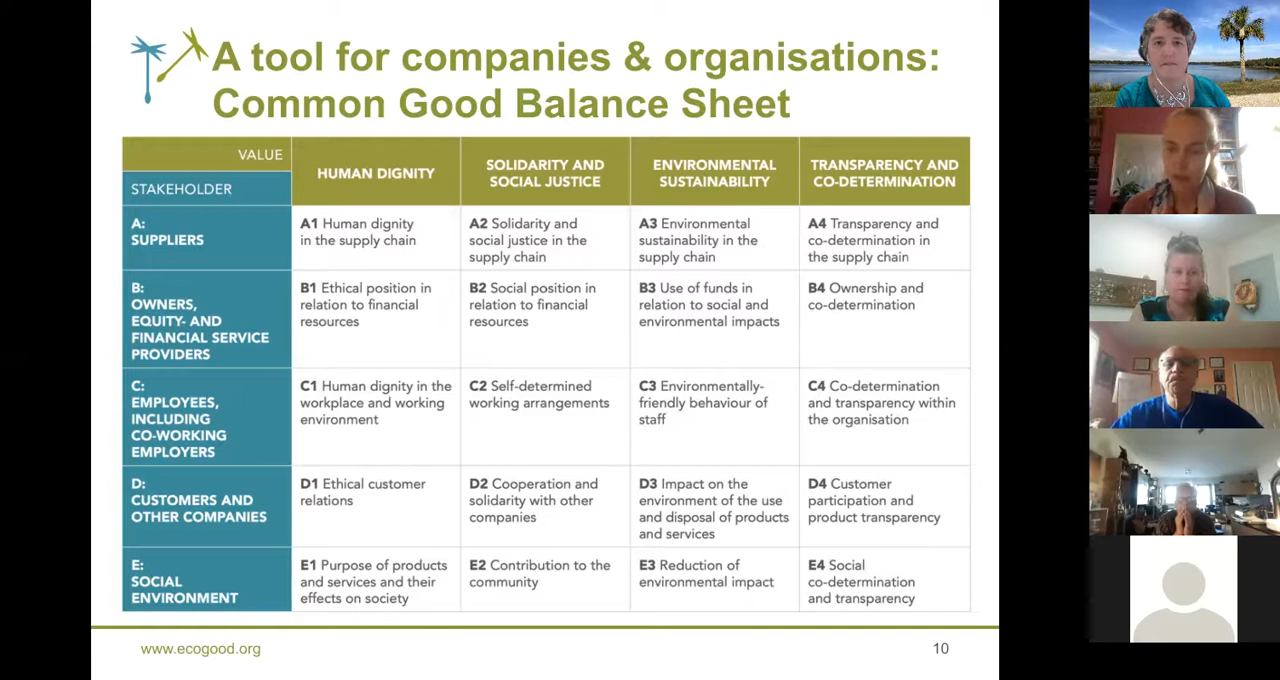 A tool for companies & organisations:
Common Good Balance Sheet
VALUE
STAKEHOLDER
HUMAN DIGNITY
SOLIDARITY AND
SOCIAL JUSTICE
ENVIRONMENTAL
SUSTAINABILITY
TRANSPARENCY AND
CO-DETERMINATION
A:
SUPPLIERS
A1 Human dignity
in the supply chain
A2 Solidarity and
social justice in the
supply chain
A3 Environmental
sustainability in the
supply chain
A4 Transparency and
co-determination in
the supply chain
B:
OWNERS,
EQUITY- AND
FINANCIAL SERVICE
PROVIDERS
B1 Ethical position in
relation to financial
resources
B2 Social position in
relation to financial
resources
B3 Use of funds in
relation to social and
environmental impacts
B4 Ownership and
co-determination
C:
EMPLOYEES,
INCLUDING
CO-WORKING
EMPLOYERS
C1 Human dignity in the
workplace and working
environment
C2 Self-determined
working arrangements
C3 Environmentally-
friendly behaviour of
staff
C4 Co-determination
and transparency within
the organisation
D:
CUSTOMERS AND
OTHER COMPANIES
D1 Ethical customer
relations
D2 Cooperation and
solidarity with other
companies
D3 Impact on the
environment of the use
and disposal of products
and services
D4 Customer
participation and
product transparency
E:
SOCIAL
ENVIRONMENT
E1 Purpose of products
and services and their
effects on society
E2 Contribution to the
community
E3 Reduction of
environmental impact
E4 Social
co-determination
and transparency
www.ecogood.org
10